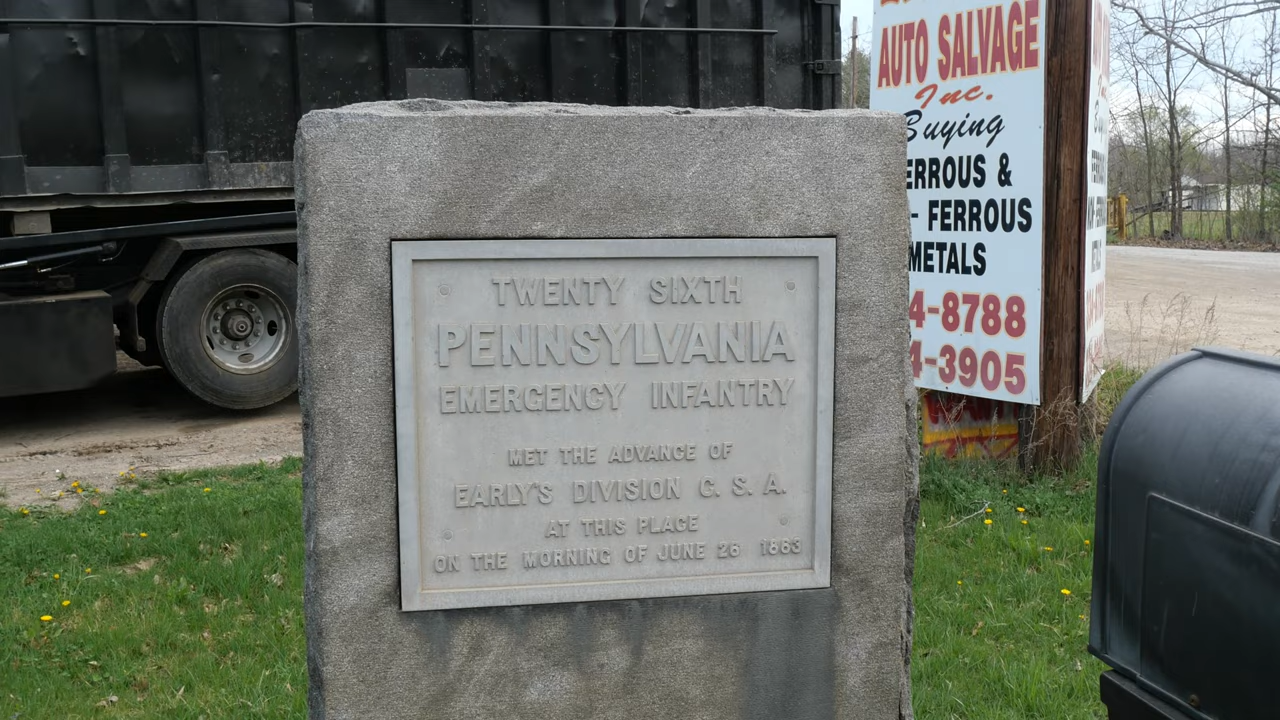 TWENTY SIXTH
PENNSYLVANIA
EMERGENCY INFANTRY
MET THE ADVANCE OF
EARLY'S DIVISION C. S. A.
AT THIS PLACE
ON THE MORNING OF JUNE 26 1863
AUTO SALVAGE
Inc.
Buying
ERROUS &
- FERROUS
METALS
4-8788
4-3905